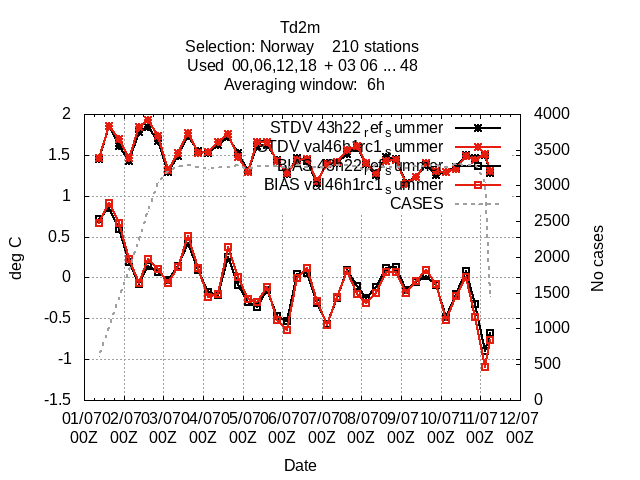 Td2m
Selection: Norway 210 stations
Used 00,06,12,18 + 03 06 ... 48
Averaging window: 6h
STDV 43h22_ref_summer
STDV val46h1rc1_summer
BIAS 43h22_ref_summer
BIAS val46h1rc1_summer
CASES
deg C
2
1.5
1
0.5
0
-0.5
-1
-1.5
No cases
4000
3500
3000
2500
2000
1500
1000
500
0
01/07 02/07 03/07 04/07 05/07 06/07 07/07 08/07 09/07 10/07 11/07 12/07
00Z 00Z 00Z 00Z 00Z 00Z 00Z 00Z 00Z 00Z 00Z 00Z
Date